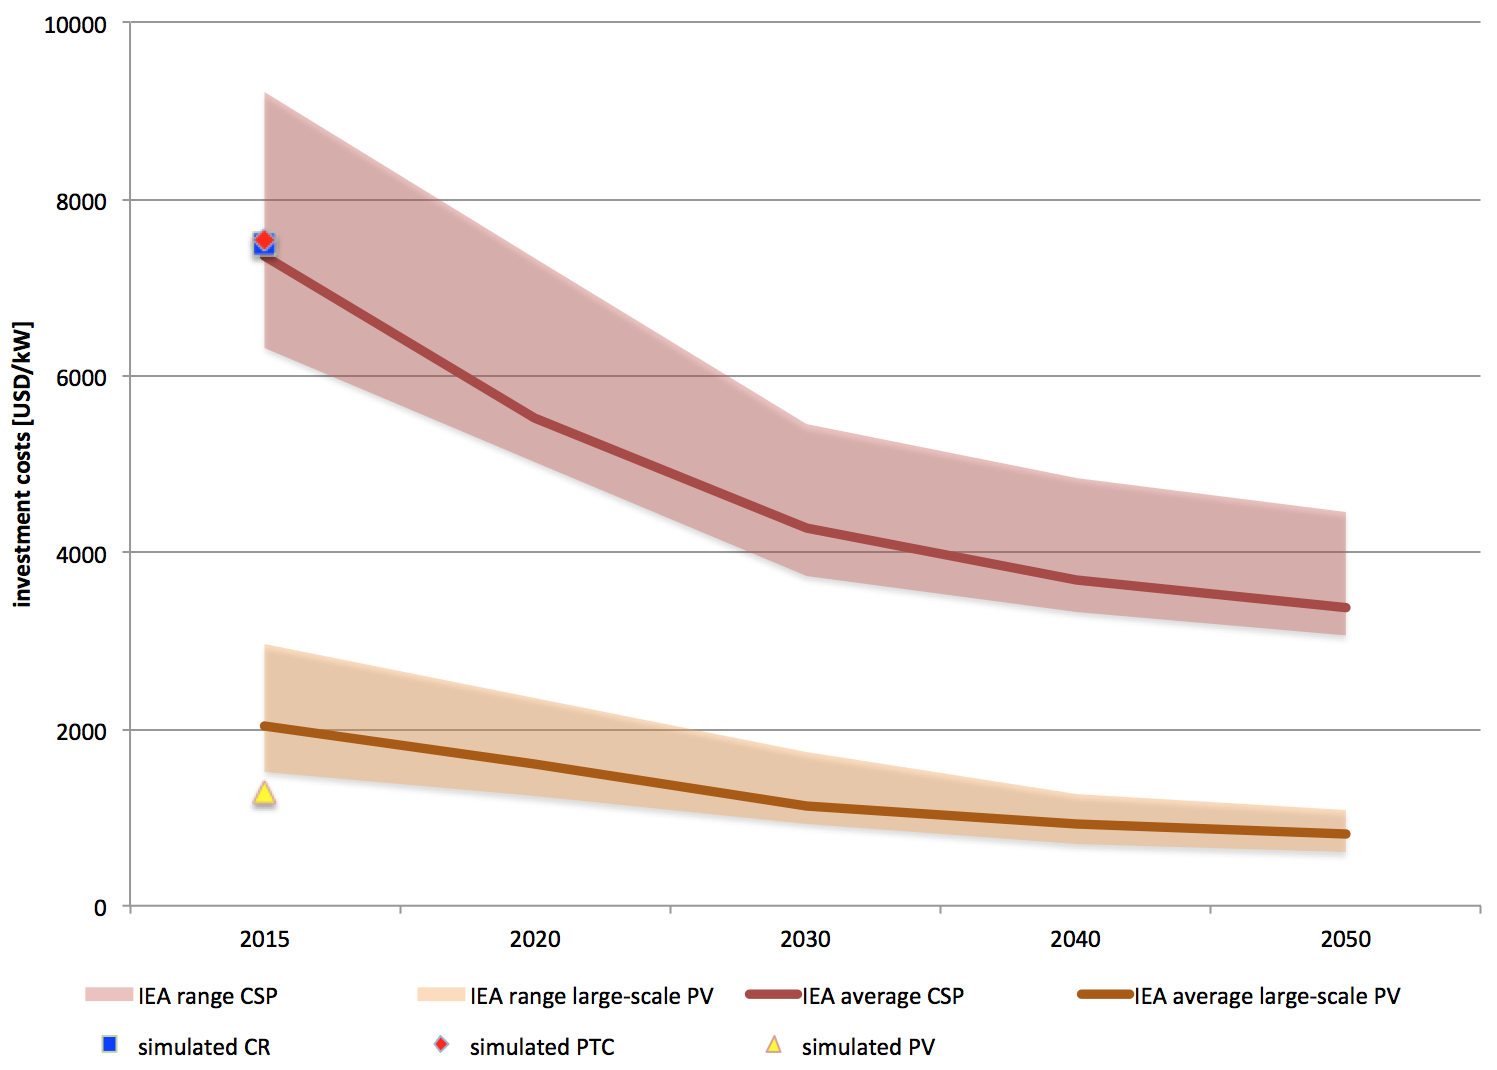 10000
8000
6000
4000
2000
0
investment costs [USD/kW]
2015 2020 2030 2040 2050
IEA range CSP IEA range large-scale PV IEA average CSP IEA average large-scale PV
simulated CR simulated PTC simulated PV